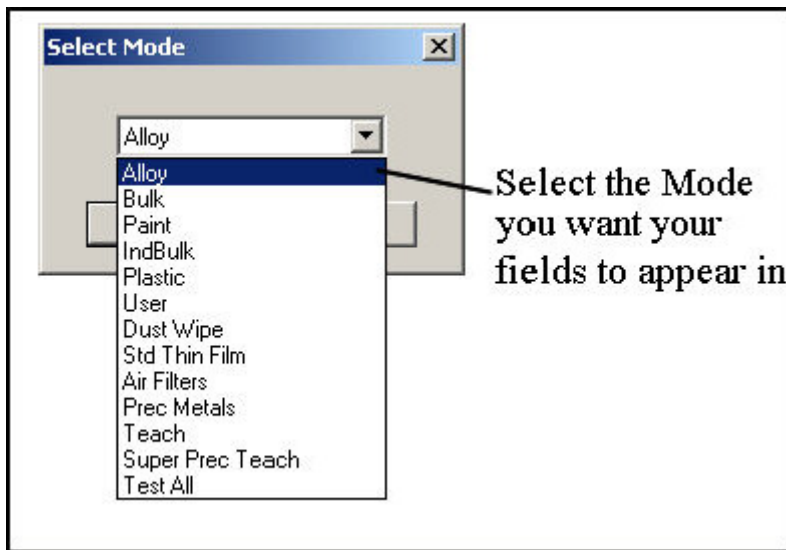 Select Mode
Alloy
Alloy
Bulk
Paint
IndBulk
Plastic
User
Dust Wipe
Std Thin Film
Air Filters
Prec Metals
Teach
Super Prec Teach
Test All
Select the Mode
you want your
fields to appear in